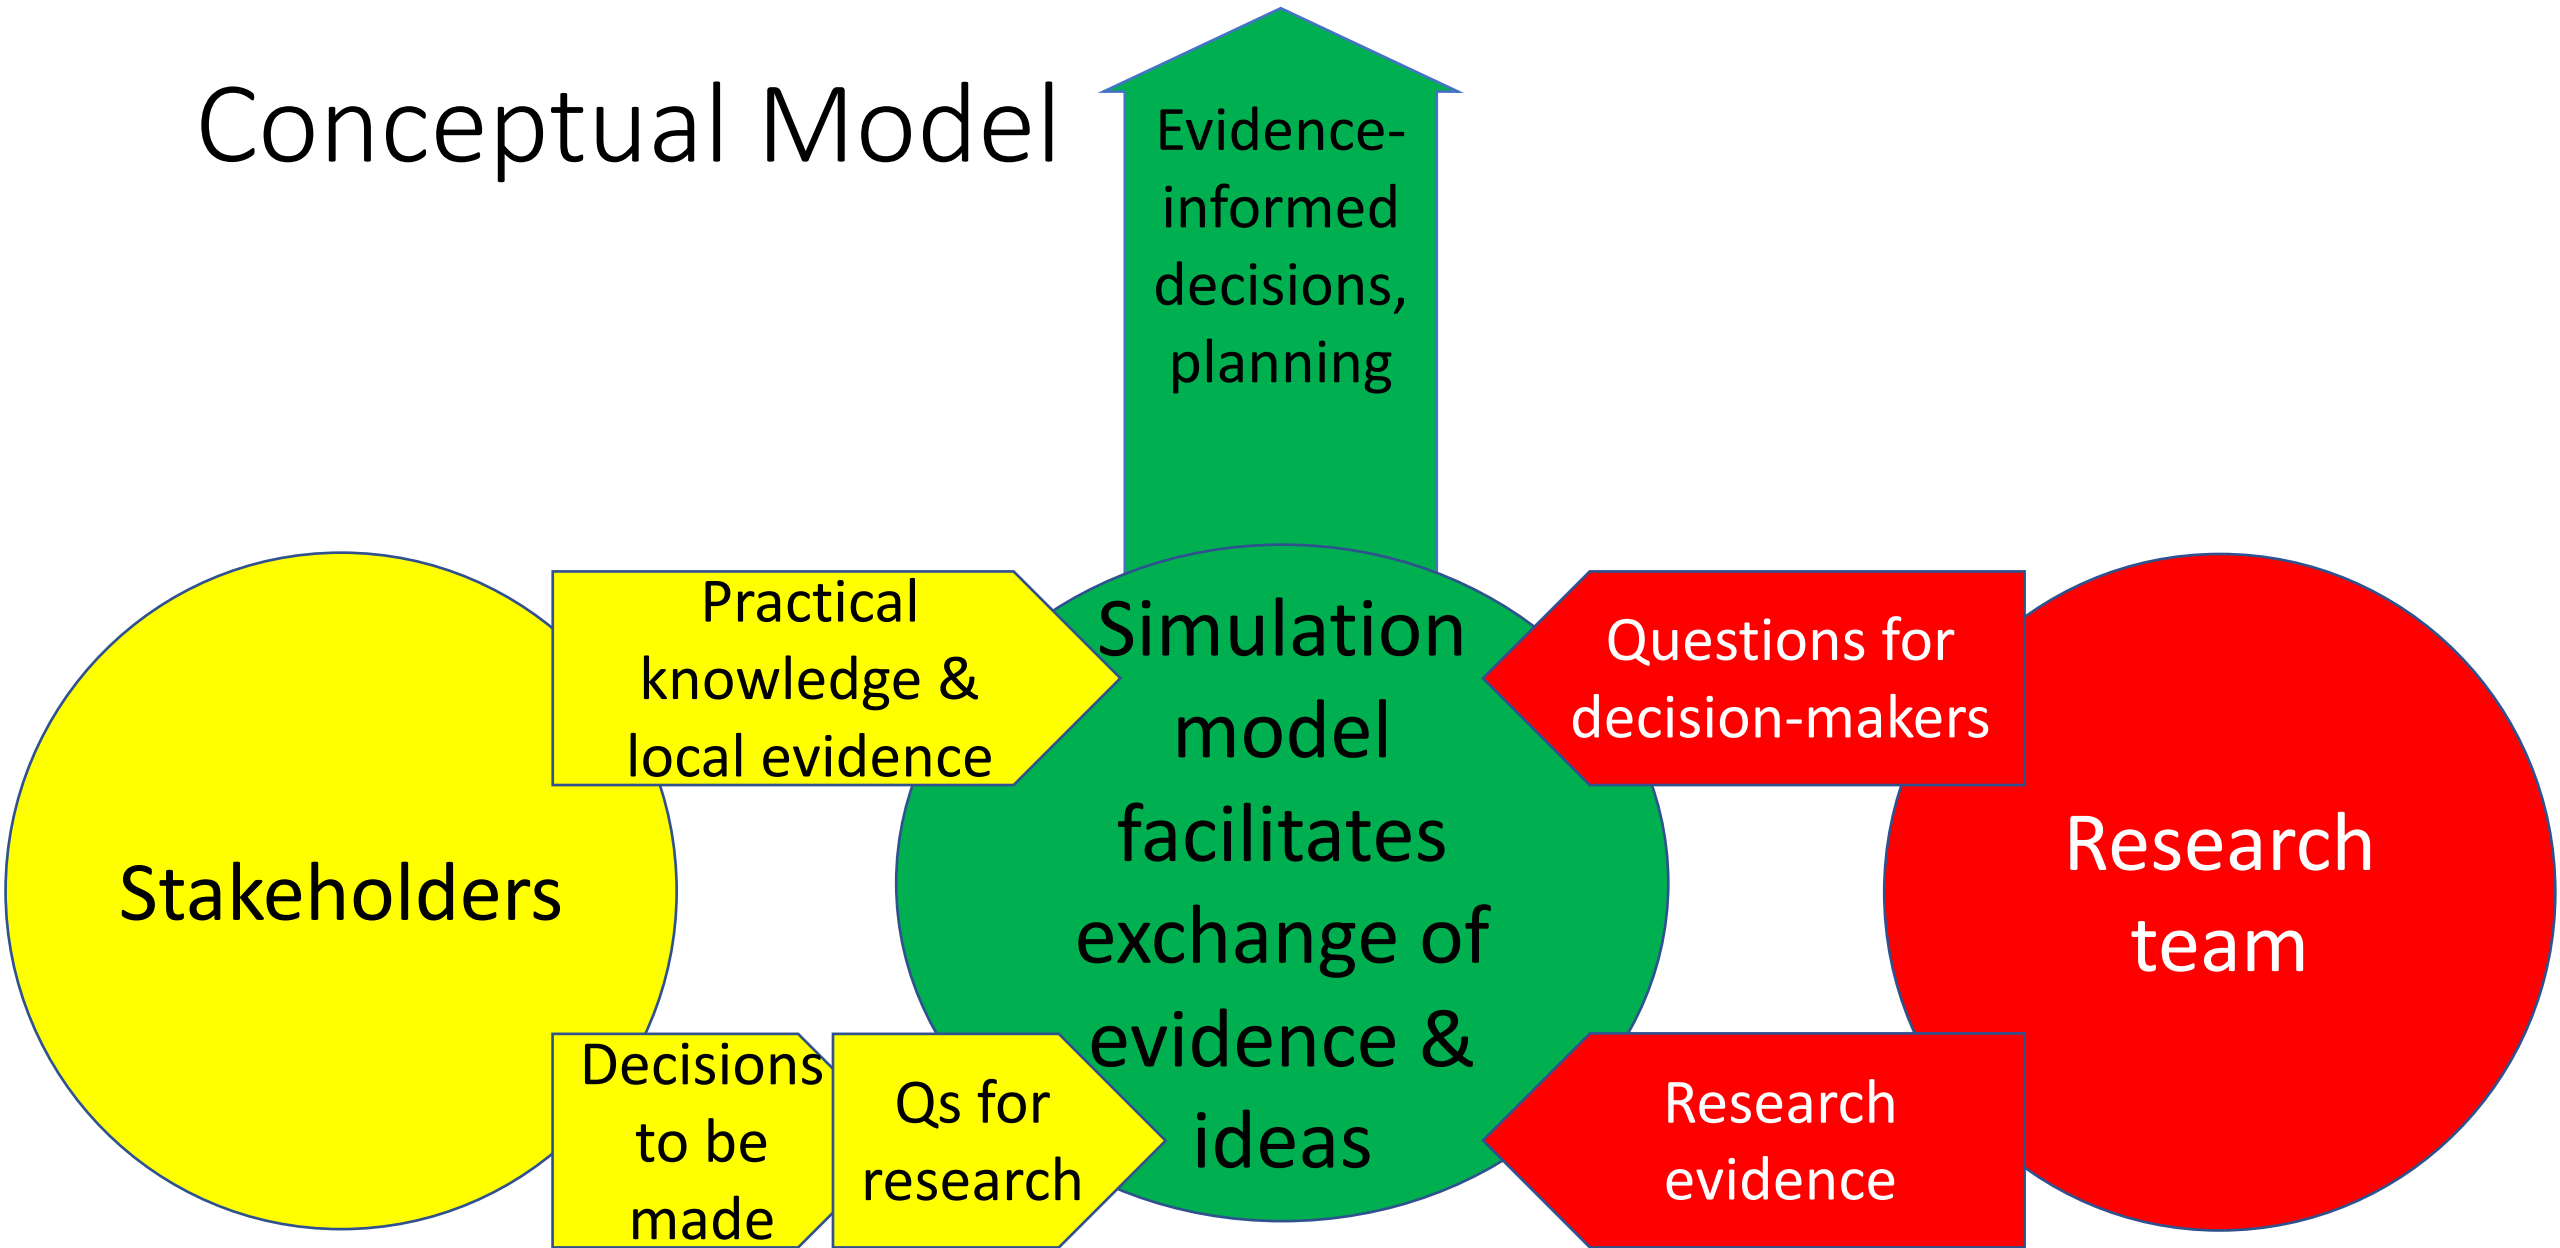 Conceptual Model
Evidence-
informed
decisions,
planning
Stakeholders
Practical
knowledge &
local evidence
Decisions
to be
made
Qs for
research
Simulation
model
facilitates
exchange of
evidence &
ideas
Questions for
decision-makers
Research
evidence
Research
team